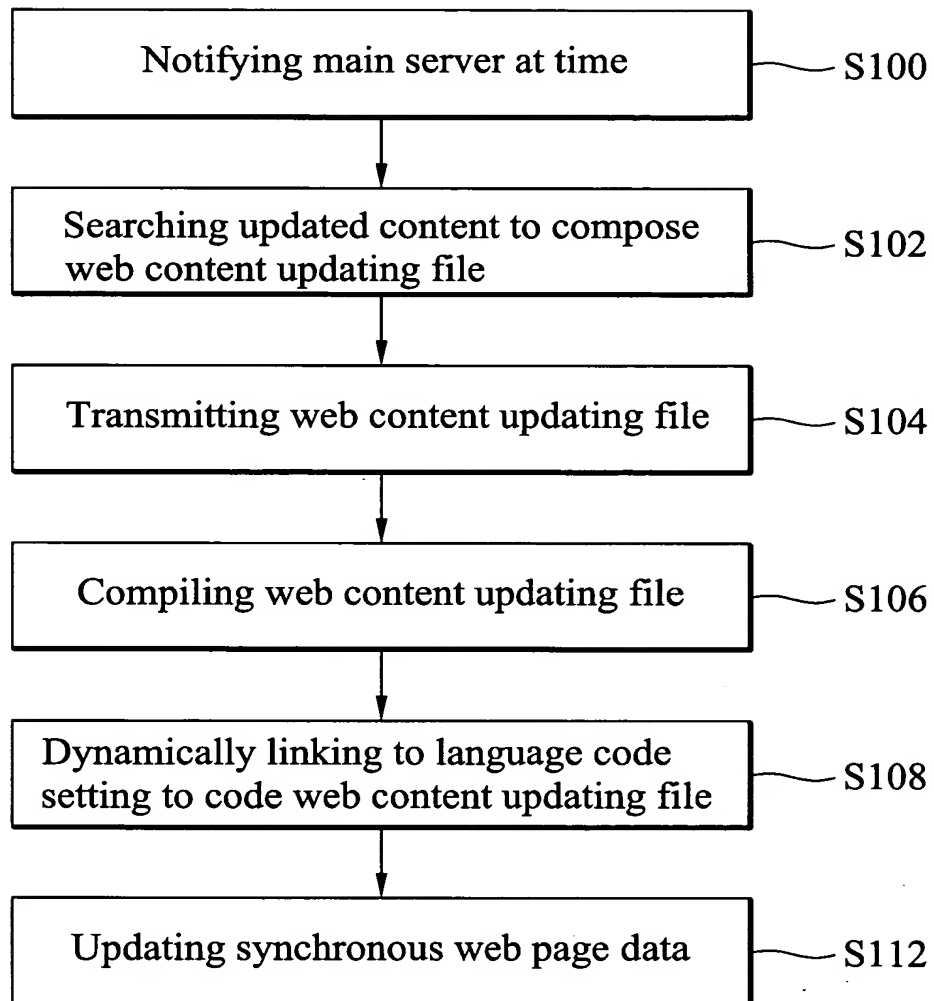 Notifying main server at time
S100
Searching updated content to compose
web content updating file
S102
Transmitting web content updating file
S104
Compiling web content updating file
S106
Dynamically linking to language code
setting to code web content updating file
S108
Updating synchronous web page data
S112